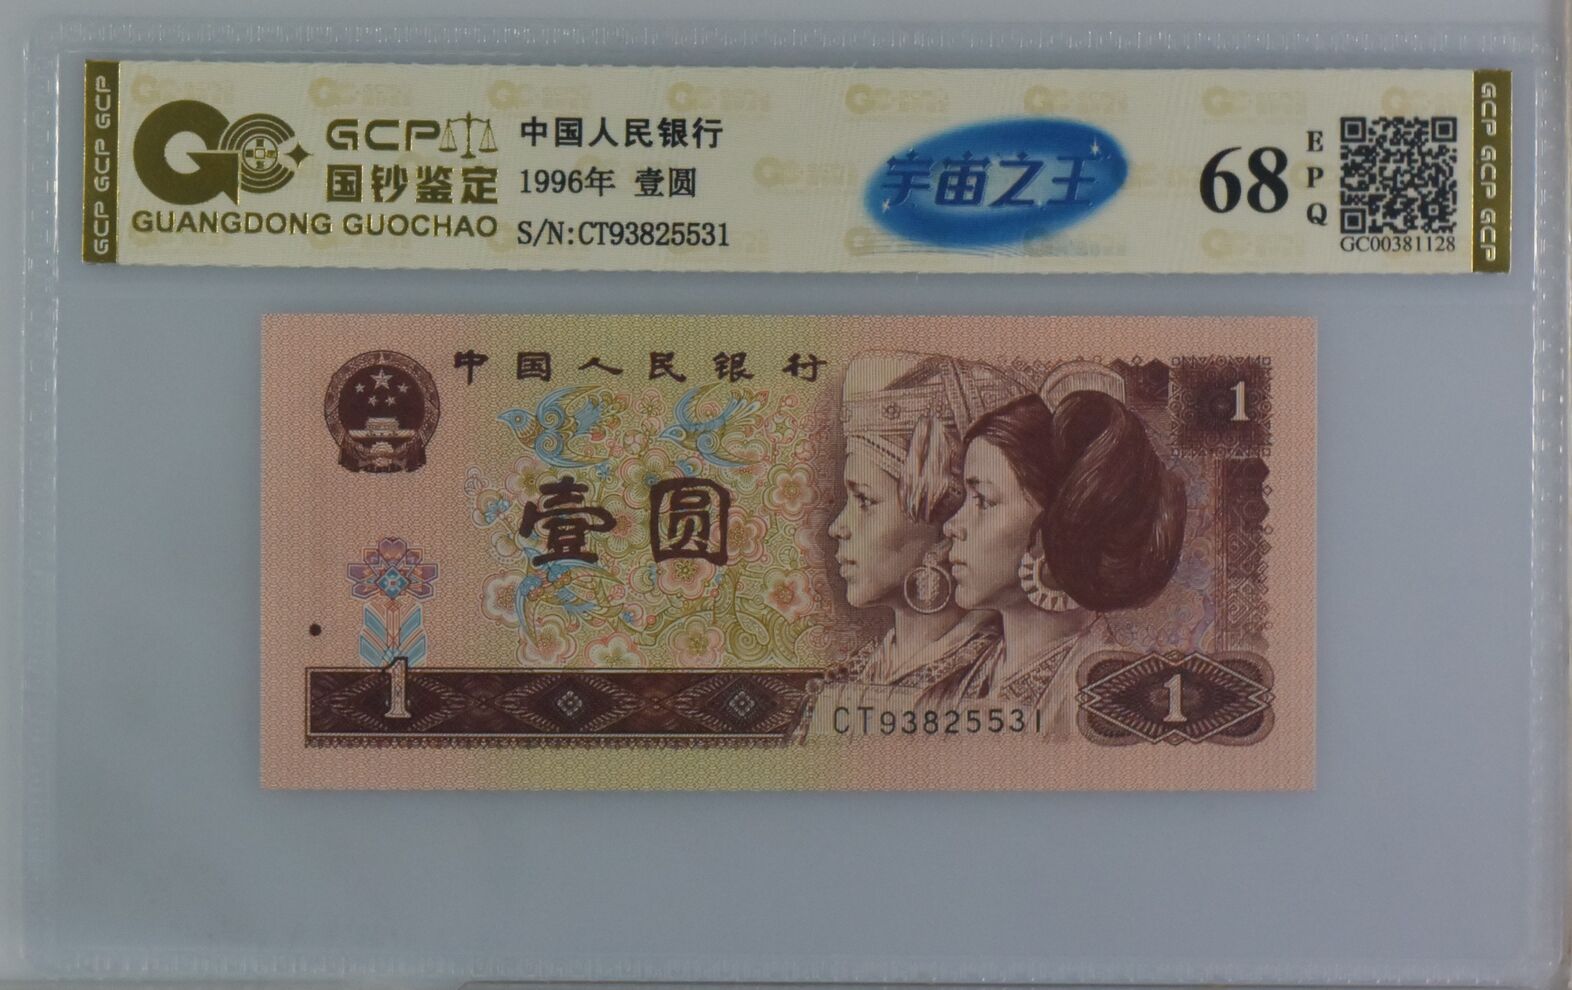 GCP GCP GCP
GCP
国钞鉴定
GUANGDONG GUOCHAO
中国人民银行
1996年 壹圆
S/N:CT93825531
宇宙之王
68
EPQ
GC00381128
GCP GCP GCP
中国人民银行
1
壹圆
1
CT93825531
1